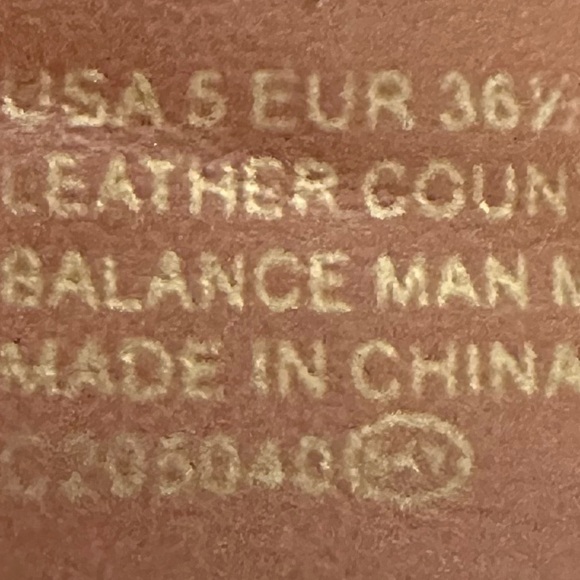 USA 5 EUR 36½
LEATHER COUN
BALANCE MAN M
MADE IN CHINA